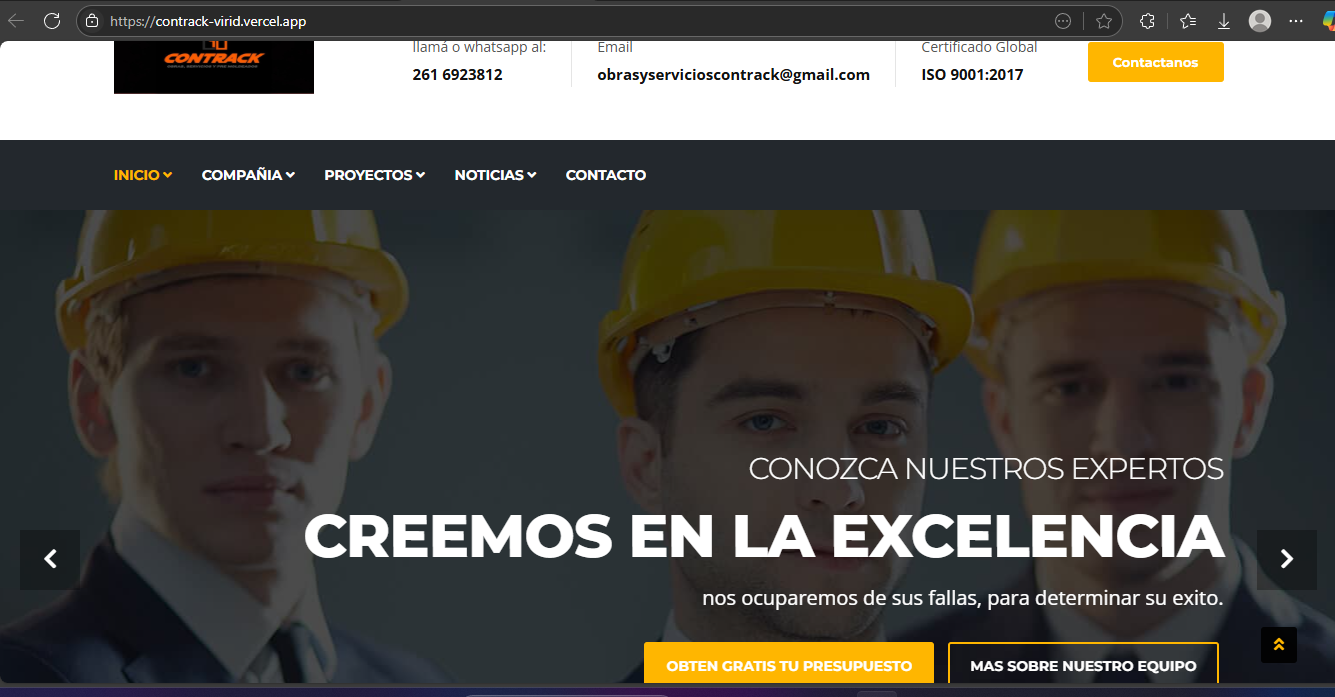 https://contrack-virid.vercel.app
CONTRACK
llamá o whatsapp al:
261 6923812
Email
obrasyservicioscontrack@gmail.com
Certificado Global
ISO 9001:2017
Contactanos
INICIO
COMPAÑIA
PROYECTOS
NOTICIAS
CONTACTO
CONOZCA NUESTROS EXPERTOS
CREEMOS EN LA EXCELENCIA
nos ocuparemos de sus fallas, para determinar su exito.
OBTEN GRATIS TU PRESUPUESTO
MAS SOBRE NUESTRO EQUIPO